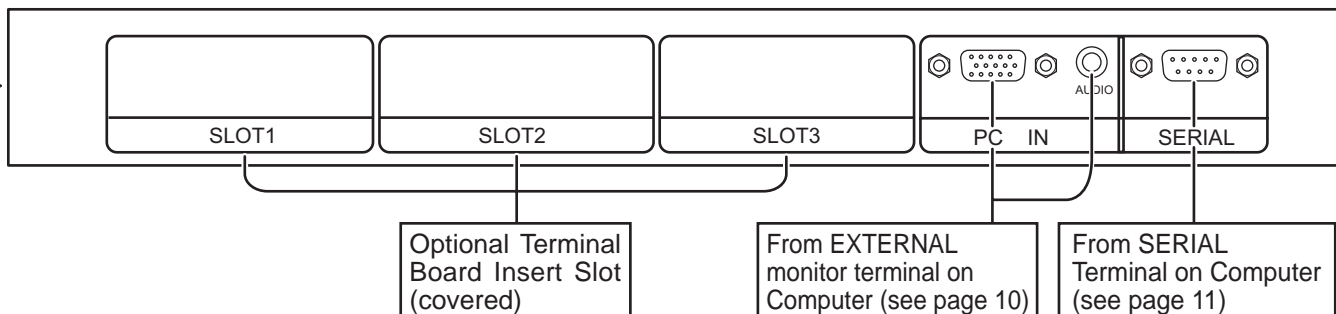 AUDIO
SLOT1 SLOT2 SLOT3 PC IN SERIAL
Optional Terminal
Board Insert Slot
(covered)
From EXTERNAL
monitor terminal on
Computer (see page 10)
From SERIAL
Terminal on Computer
(see page 11)